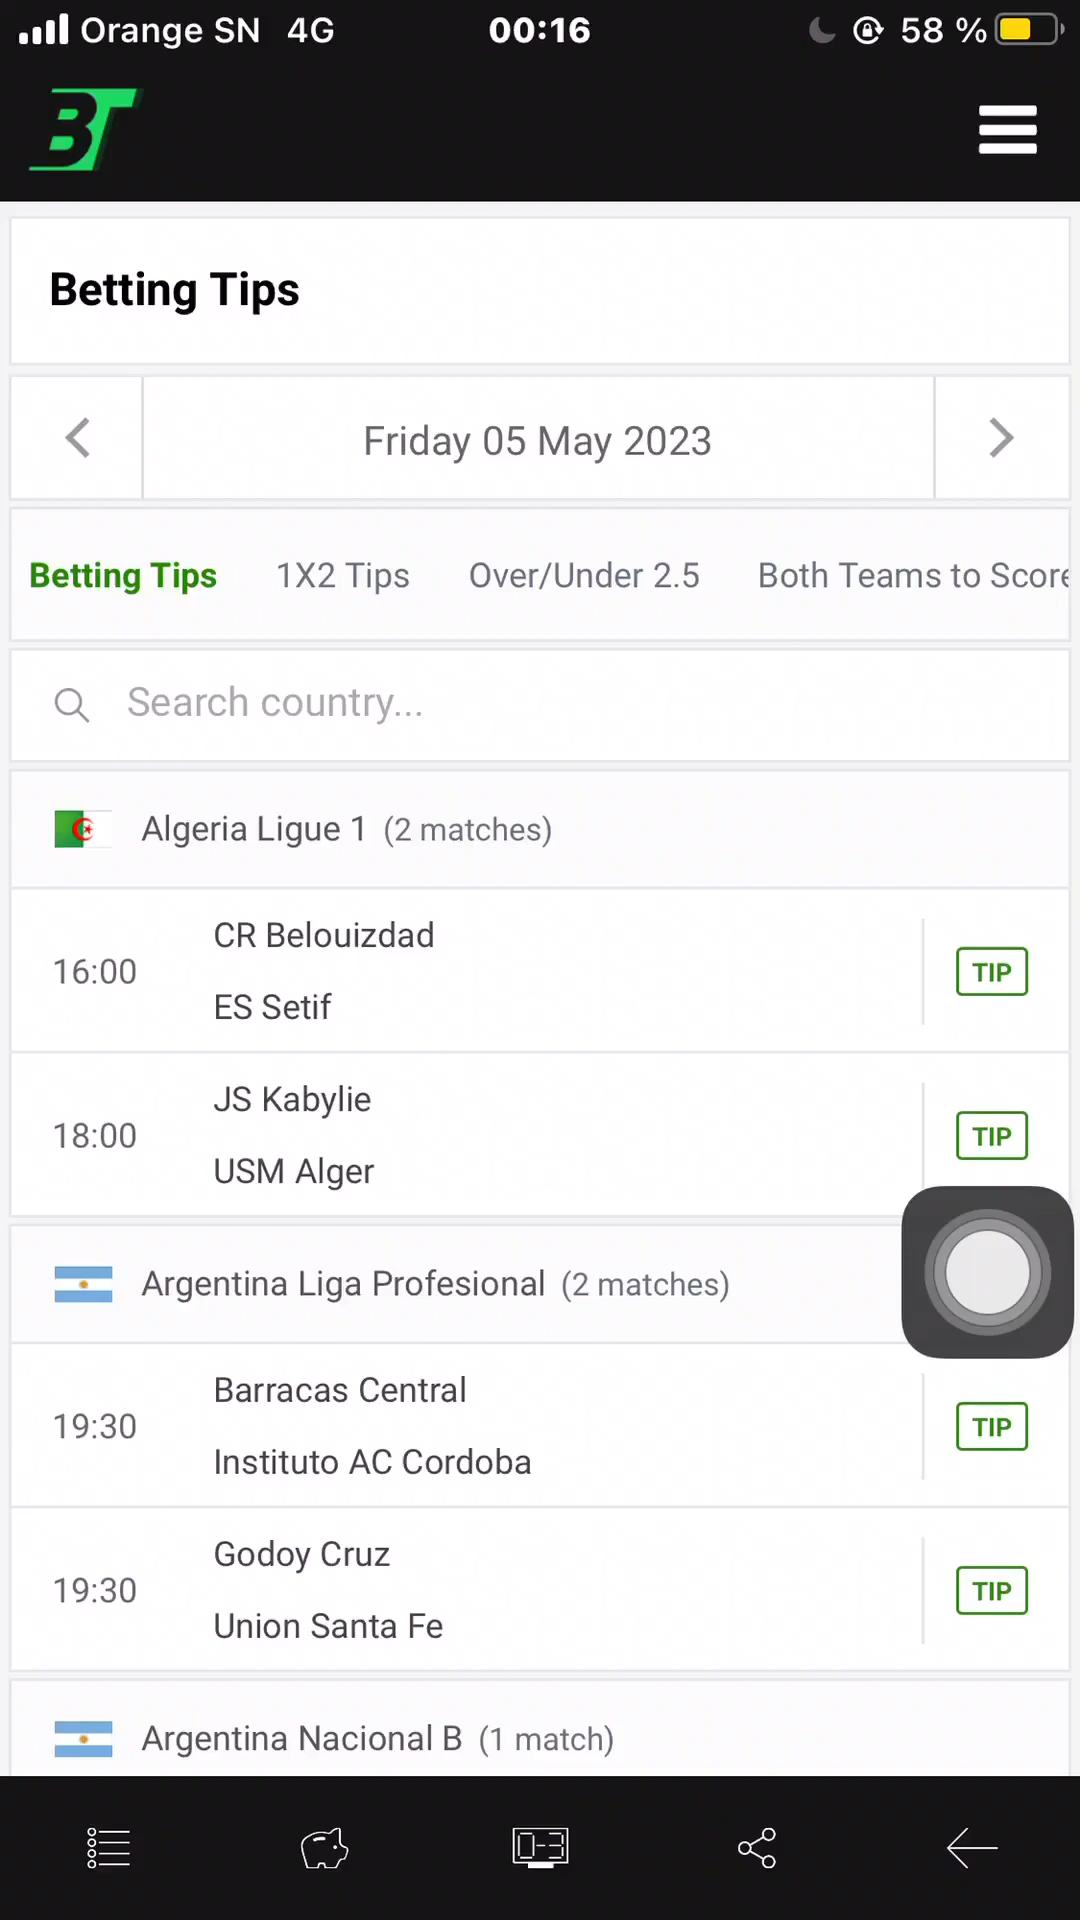 Orange SN 4G 00:16 58 %
BT
Betting Tips
Friday 05 May 2023
Betting Tips 1X2 Tips Over/Under 2.5 Both Teams to Score
Search country...
Algeria Ligue 1 (2 matches)
CR Belouizdad
16:00 TIP
ES Setif
JS Kabylie
18:00 TIP
USM Alger
Argentina Liga Profesional (2 matches)
Barracas Central
19:30 TIP
Instituto AC Cordoba
Godoy Cruz
19:30 TIP
Union Santa Fe
Argentina Nacional B (1 match)
0-3